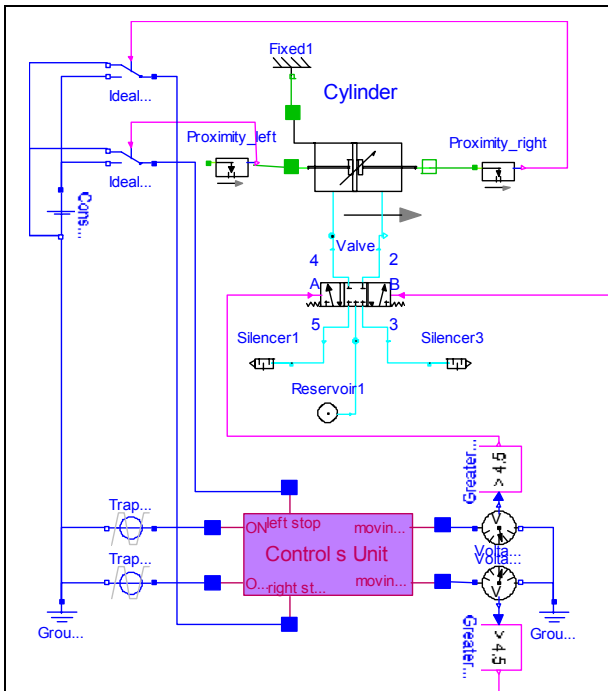 Fixed1
Cylinder
Ideal...
Proximity_left
Proximity_right
Ideal...
Cons...
Valve
4
2
A
B
5
3
Silencer1
Silencer3
Reservoir1
Greater...
> 4.5
Trap...
ON
left stop
movin...
Volta...
Control s Unit
Trap...
O...
right st...
movin...
Volta...
V
V
Grou...
Grou...
Greater...
> 4.5